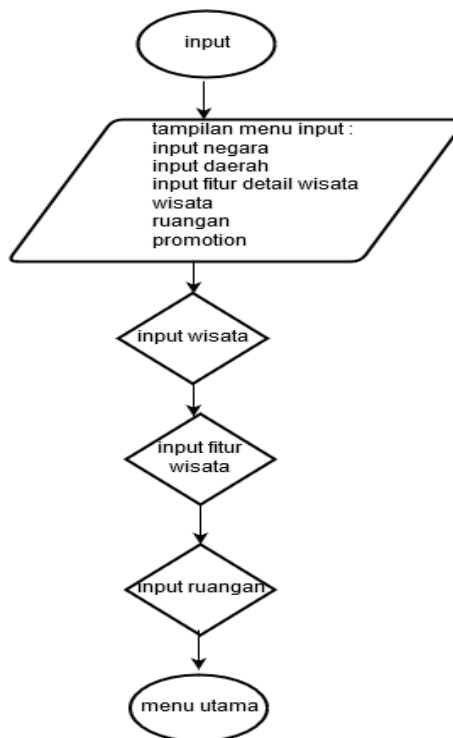 input
tampilan menu input :
input negara
input daerah
input fitur detail wisata
wisata
ruangan
promotion
input wisata
input fitur
wisata
input ruangan
menu utama